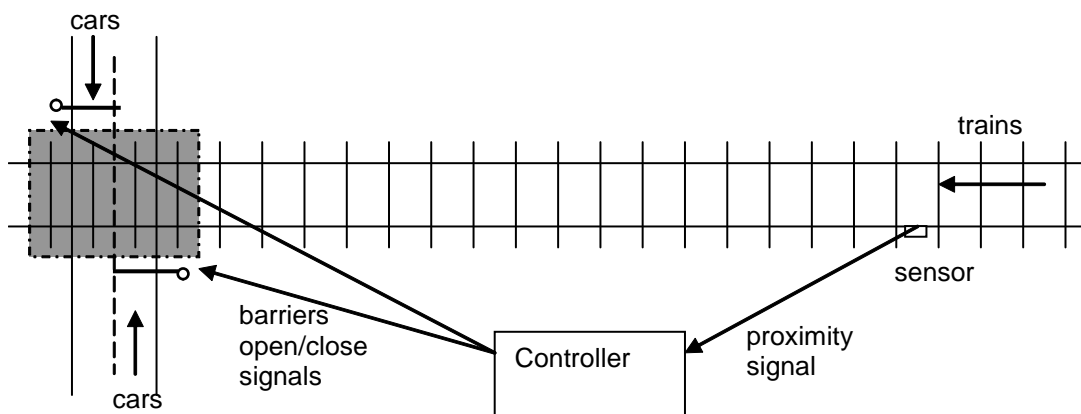 cars
trains
sensor
barriers
open/close
signals
Controller
proximity
signal
cars